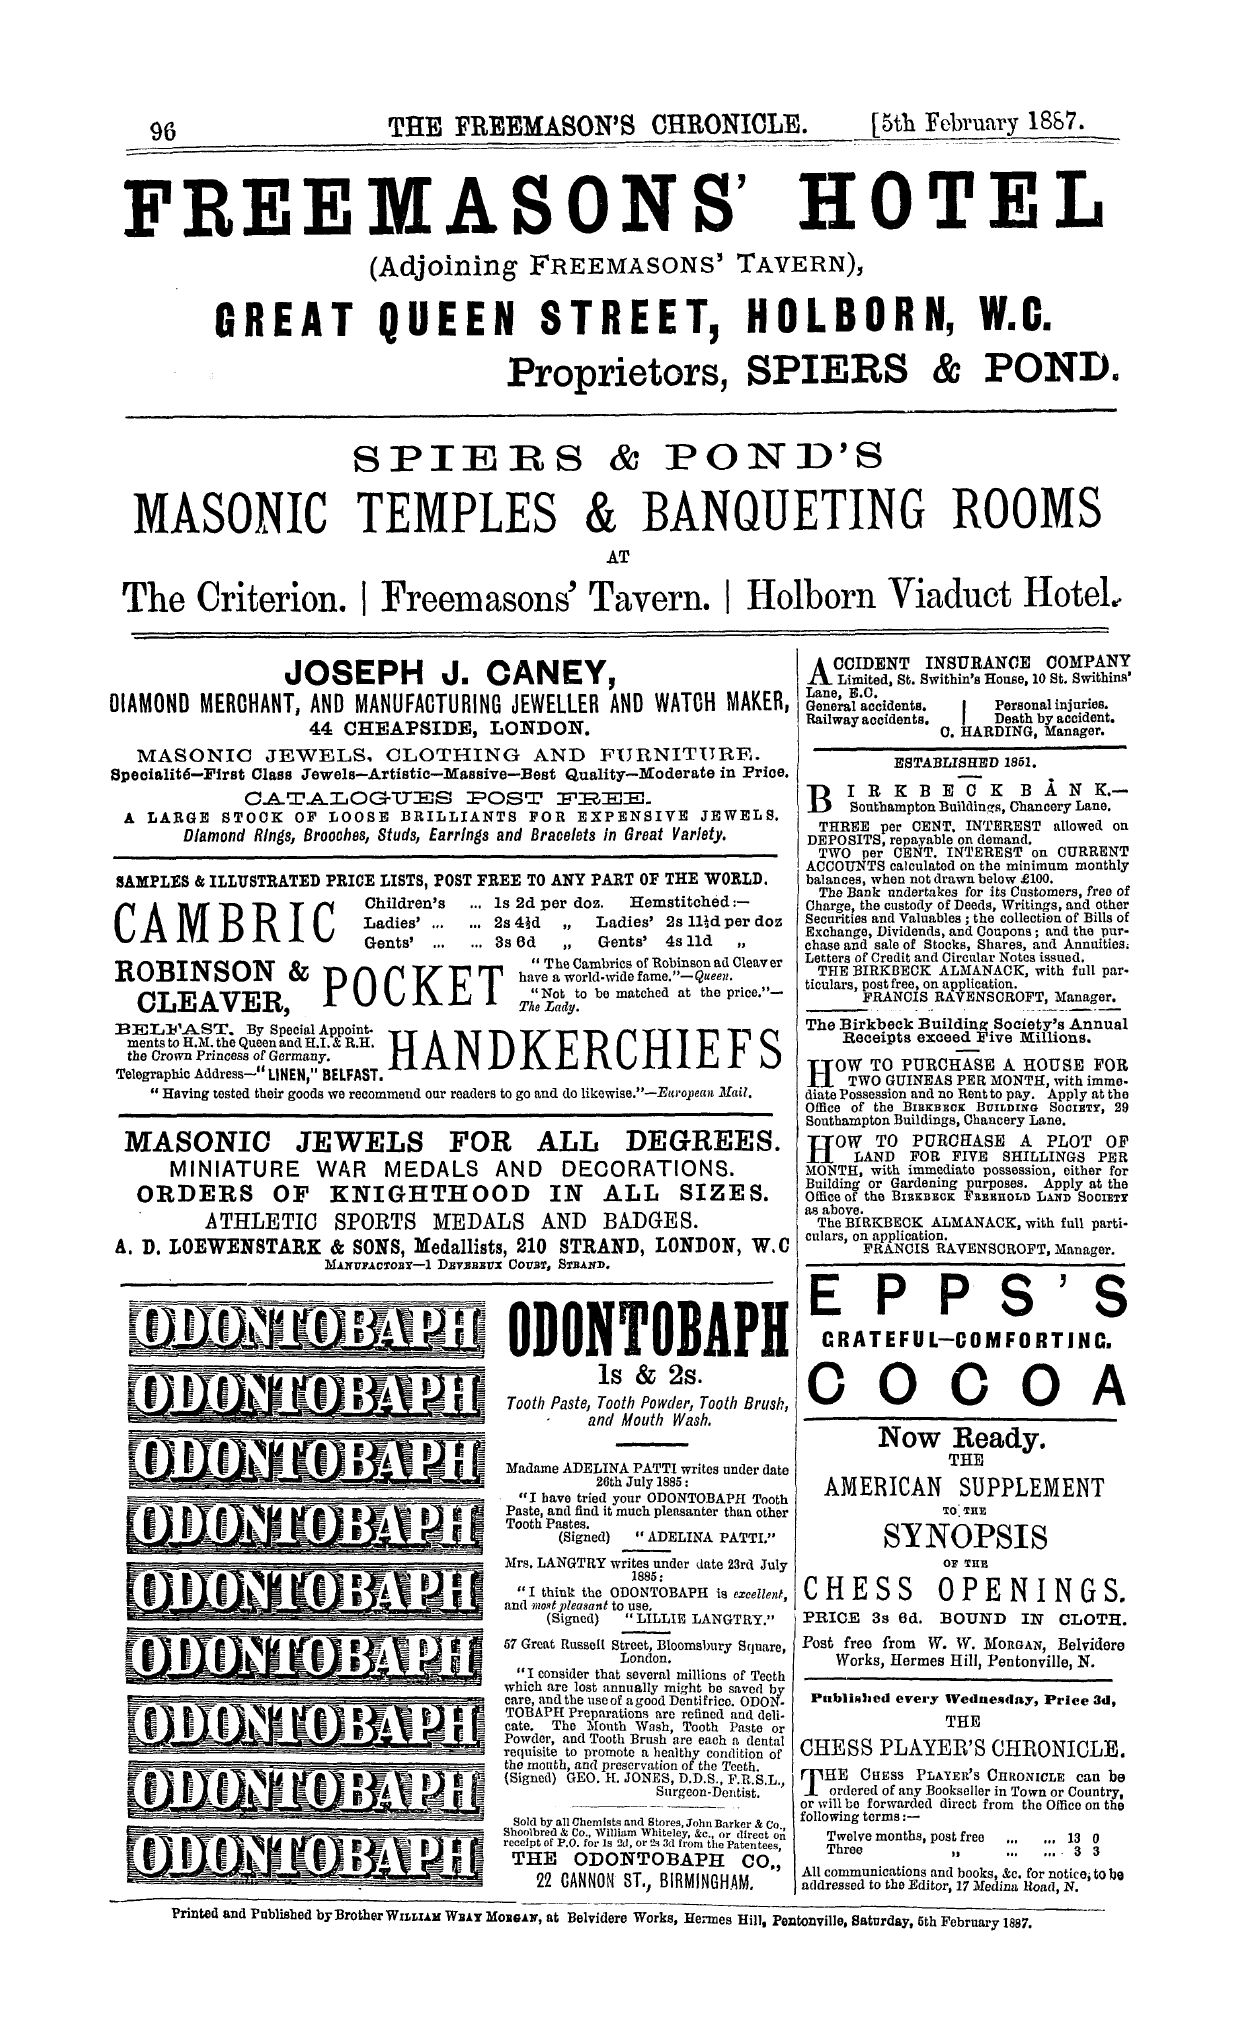 96 THE FREEMASON'S CHRONICLE. [5th February 1887.
FREEMASONS' HOTEL
(Adjoining FREEMASONS' TAVERN),
GREAT QUEEN STREET, HOLBORN, W.C.
Proprietors, SPIERS & POND.
SPIERS & POND'S
MASONIC TEMPLES & BANQUETING ROOMS
AT
The Criterion. | Freemasons' Tavern. | Holborn Viaduct Hotel.
JOSEPH J. CANEY,
DIAMOND MERCHANT, AND MANUFACTURING JEWELLER AND WATCH MAKER,
44 CHEAPSIDE, LONDON.
MASONIC JEWELS, CLOTHING AND FURNITURE.
Specialité—First Class Jewels—Artistic—Massive—Best Quality—Moderate in Price.
CATALOGUES POST FREE.
A LARGE STOCK OF LOOSE BRILLIANTS FOR EXPENSIVE JEWELS.
Diamond Rings, Brooches, Studs, Earrings and Bracelets in Great Variety.
SAMPLES & ILLUSTRATED PRICE LISTS, POST FREE TO ANY PART OF THE WORLD.
CAMBRIC
Children's ... 1s 2d per doz. Hemstitched:—
Ladies' ... ... 2s 4½d „ Ladies' 2s 11½d per doz
Gents' ... ... 3s 6d „ Gents' 4s 11d „
ROBINSON &
CLEAVER,
POCKET
"The Cambrics of Robinson ad Cleaver
have a world-wide fame."—Queen.
"Not to be matched at the price."—
The Lady.
BELFAST. By Special Appoint-
ments to H.M. the Queen and H.I. & R.H.
the Crown Princess of Germany.
Telegraphic Address—"LINEN," BELFAST.
HANDKERCHIEFS
"Having tested their goods we recommend our readers to go and do likewise."—European Mail.
MASONIC JEWELS FOR ALL DEGREES.
MINIATURE WAR MEDALS AND DECORATIONS.
ORDERS OF KNIGHTHOOD IN ALL SIZES.
ATHLETIC SPORTS MEDALS AND BADGES.
A. D. LOEWENSTARK & SONS, Medallists, 210 STRAND, LONDON, W.C
MANUFACTORY—1 DEVEREUX COURT, STRAND.
ODONTOBAPH
ODONTOBAPH
ODONTOBAPH
ODONTOBAPH
ODONTOBAPH
ODONTOBAPH
ODONTOBAPH
ODONTOBAPH
ODONTOBAPH
ODONTOBAPH
1s & 2s.
Tooth Paste, Tooth Powder, Tooth Brush,
and Mouth Wash.
Madame ADELINA PATTI writes under date
26th July 1885:
"I have tried your ODONTOBAPH Tooth
Paste, and find it much pleasanter than other
Tooth Pastes.
(Signed) "ADELINA PATTI."
Mrs. LANGTRY writes under date 23rd July
1885:
"I think the ODONTOBAPH is excellent,
and most pleasant to use.
(Signed) "LILLIE LANGTRY."
57 Great Russell Street, Bloomsbury Square,
London.
"I consider that several millions of Teeth
which are lost annually might be saved by
care, and the use of a good Dentifrice. ODON-
TOBAPH Preparations are refined and deli-
cate. The Mouth Wash, Tooth Paste or
Powder, and Tooth Brush are each a dental
requisite to promote a healthy condition of
the mouth, and preservation of the Teeth.
(Signed) GEO. H. JONES, D.D.S., F.R.S.L.,
Surgeon-Dentist.
Sold by all Chemists and Stores, John Barker & Co.,
Shoolbred & Co., William Whiteley, &c., or direct on
receipt of P.O. for 1s 2d, or 2s 3d from the Patentees,
THE ODONTOBAPH CO.,
22 CANNON ST., BIRMINGHAM.
ACCIDENT INSURANCE COMPANY
Limited, St. Swithin's House, 10 St. Swithins'
Lane, E.C.
General accidents. | Personal injuries.
Railway accidents. | Death by accident.
C. HARDING, Manager.
ESTABLISHED 1851.
BIRKBECK BANK.—
Southampton Buildings, Chancery Lane.
THREE per CENT. INTEREST allowed on
DEPOSITS, repayable on demand.
TWO per CENT. INTEREST on CURRENT
ACCOUNTS calculated on the minimum monthly
balances, when not drawn below £100.
The Bank undertakes for its Customers, free of
Charge, the custody of Deeds, Writings, and other
Securities and Valuables; the collection of Bills of
Exchange, Dividends, and Coupons; and the pur-
chase and sale of Stocks, Shares, and Annuities.
Letters of Credit and Circular Notes issued.
THE BIRKBECK ALMANACK, with full par-
ticulars, post free, on application.
FRANCIS RAVENSCROFT, Manager.
The Birkbeck Building Society's Annual
Receipts exceed Five Millions.
HOW TO PURCHASE A HOUSE FOR
TWO GUINEAS PER MONTH, with imme-
diate Possession and no Rent to pay. Apply at the
Office of the BIRKBECK BUILDING SOCIETY, 29
Southampton Buildings, Chancery Lane.
HOW TO PURCHASE A PLOT OF
LAND FOR FIVE SHILLINGS PER
MONTH, with immediate possession, either for
Building or Gardening purposes. Apply at the
Office of the BIRKBECK FREEHOLD LAND SOCIETY
as above.
The BIRKBECK ALMANACK, with full parti-
culars, on application.
FRANCIS RAVENSCROFT, Manager.
EPPS'S
GRATEFUL—COMFORTING.
COCOA
Now Ready.
THE
AMERICAN SUPPLEMENT
TO THE
SYNOPSIS
OF THE
CHESS OPENINGS.
PRICE 3s 6d. BOUND IN CLOTH.
Post free from W. W. MORGAN, Belvidere
Works, Hermes Hill, Pentonville, N.
Published every Wednesday, Price 3d,
THE
CHESS PLAYER'S CHRONICLE.
THE CHESS PLAYER'S CHRONICLE can be
ordered of any Bookseller in Town or Country,
or will be forwarded direct from the Office on the
following terms:—
Twelve months, post free ... ... 13 0
Three „ ... ... 3 3
All communications and books, &c. for notice, to be
addressed to the Editor, 17 Medina Road, N.
Printed and Published by Brother WILLIAM WRAY MORGAN, at Belvidere Works, Hermes Hill, Pentonville, Saturday, 5th February 1887.